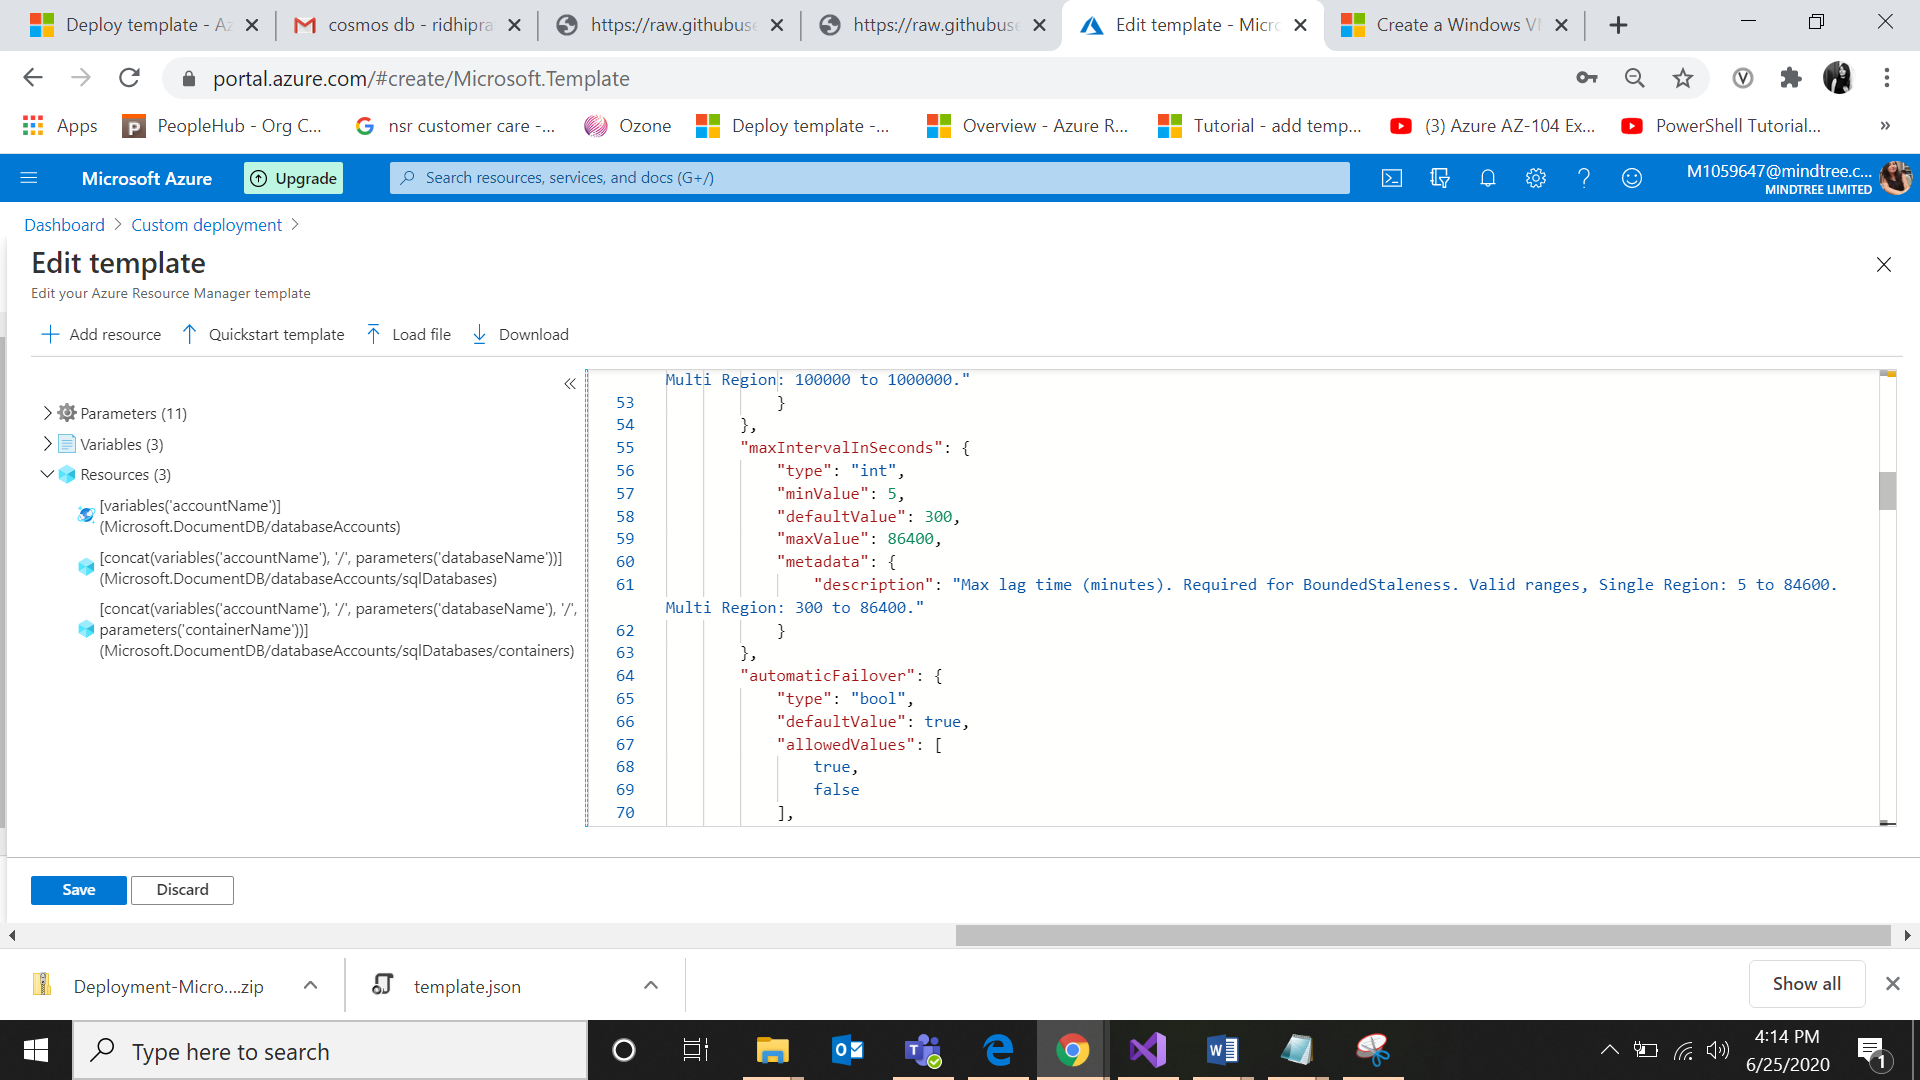 Deploy template - Az
cosmos db - ridhipra
https://raw.githubuse
https://raw.githubuse
Edit template - Micro
Create a Windows VM
portal.azure.com/#create/Microsoft.Template
Apps
PeopleHub - Org C...
nsr customer care -...
Ozone
Deploy template -...
Overview - Azure R...
Tutorial - add temp...
(3) Azure AZ-104 Ex...
PowerShell Tutorial...
»
Microsoft Azure
Upgrade
Search resources, services, and docs (G+/)
M1059647@mindtree.c...
MINDTREE LIMITED
Dashboard > Custom deployment >
Edit template
Edit your Azure Resource Manager template
Add resource
Quickstart template
Load file
Download
Parameters (11)
Variables (3)
Resources (3)
[variables('accountName')]
(Microsoft.DocumentDB/databaseAccounts)
[concat(variables('accountName'), '/', parameters('databaseName'))]
(Microsoft.DocumentDB/databaseAccounts/sqlDatabases)
[concat(variables('accountName'), '/', parameters('databaseName'), '/',
parameters('containerName'))]
(Microsoft.DocumentDB/databaseAccounts/sqlDatabases/containers)
Multi Region: 100000 to 1000000."
53 }
54 },
55 "maxIntervalInSeconds": {
56 "type": "int",
57 "minValue": 5,
58 "defaultValue": 300,
59 "maxValue": 86400,
60 "metadata": {
61 "description": "Max lag time (minutes). Required for BoundedStaleness. Valid ranges, Single Region: 5 to 84600.
Multi Region: 300 to 86400."
62 }
63 },
64 "automaticFailover": {
65 "type": "bool",
66 "defaultValue": true,
67 "allowedValues": [
68 true,
69 false
70 ],
Save
Discard
Deployment-Micro....zip
template.json
Show all
Type here to search
4:14 PM
6/25/2020
1